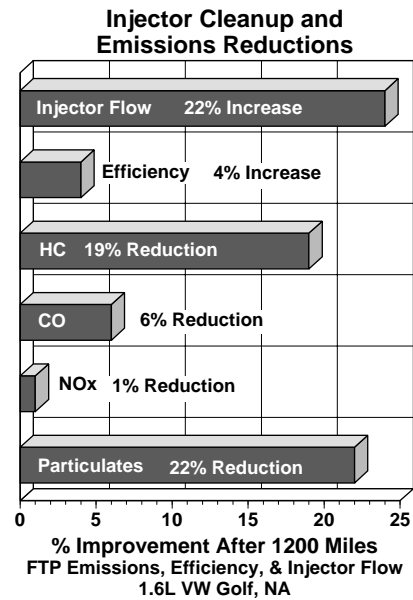 Injector Cleanup and
Emissions Reductions
Injector Flow 22% Increase
Efficiency 4% Increase
HC 19% Reduction
CO 6% Reduction
NOx 1% Reduction
Particulates 22% Reduction
0 5 10 15 20 25
% Improvement After 1200 Miles
FTP Emissions, Efficiency, & Injector Flow
1.6L VW Golf, NA